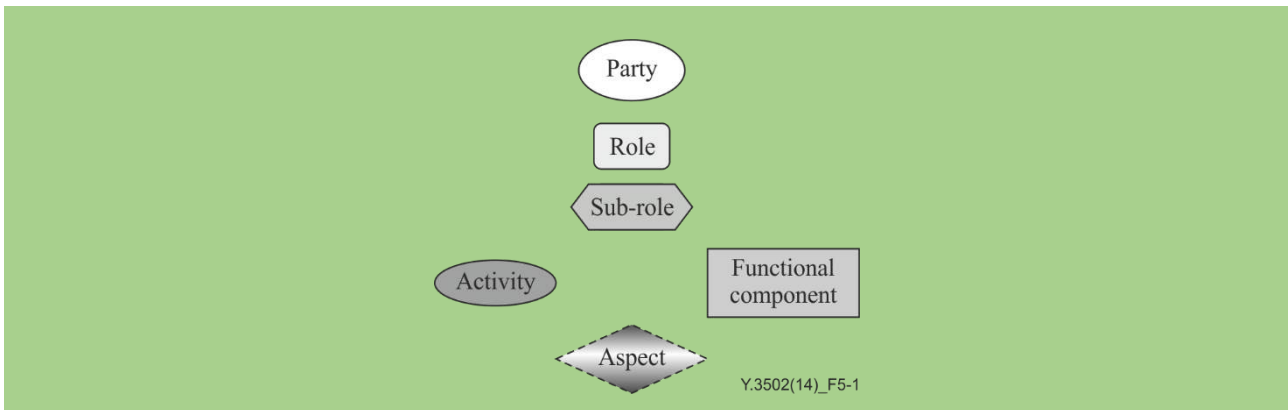 Party
Role
Sub-role
Activity
Functional
component
Aspect
Y.3502(14)_F5-1